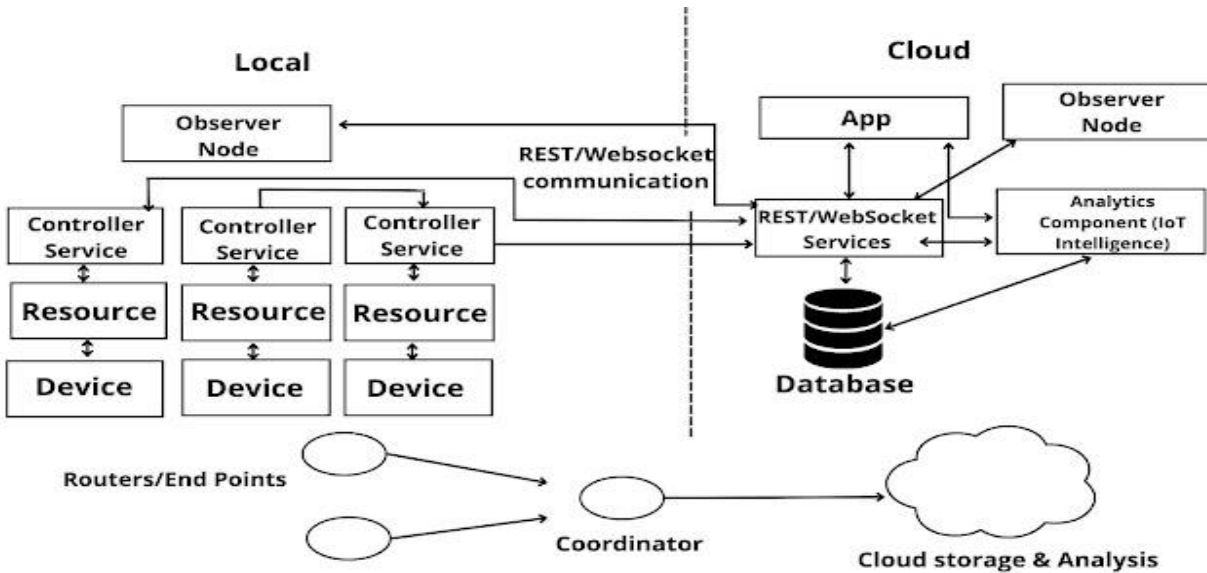 Local
Cloud
Observer
Node
App
Observer
Node
REST/Websocket
communication
Controller
Service
Controller
Service
Controller
Service
REST/WebSocket
Services
Analytics
Component (IoT
Intelligence)
Resource
Resource
Resource
Device
Device
Device
Database
Routers/End Points
Coordinator
Cloud storage & Analysis